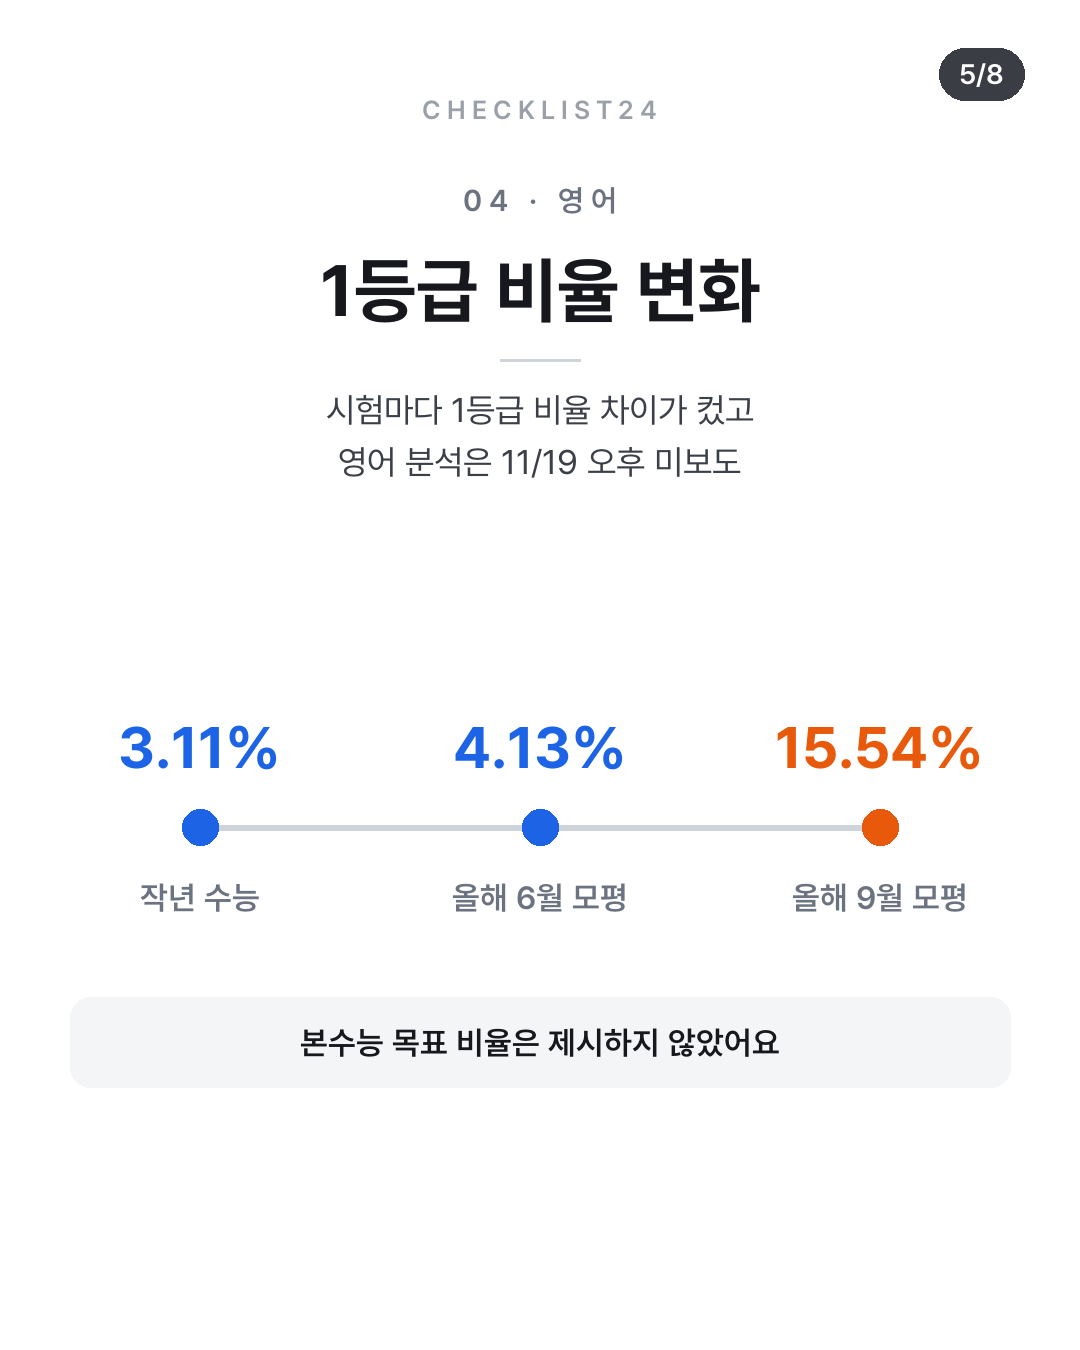 5/8
CHECKLIST24
04 · 영어
1등급 비율 변화
시험마다 1등급 비율 차이가 컸고
영어 분석은 11/19 오후 미보도
3.11% 4.13% 15.54%
작년 수능 올해 6월 모평 올해 9월 모평
본수능 목표 비율은 제시하지 않았어요